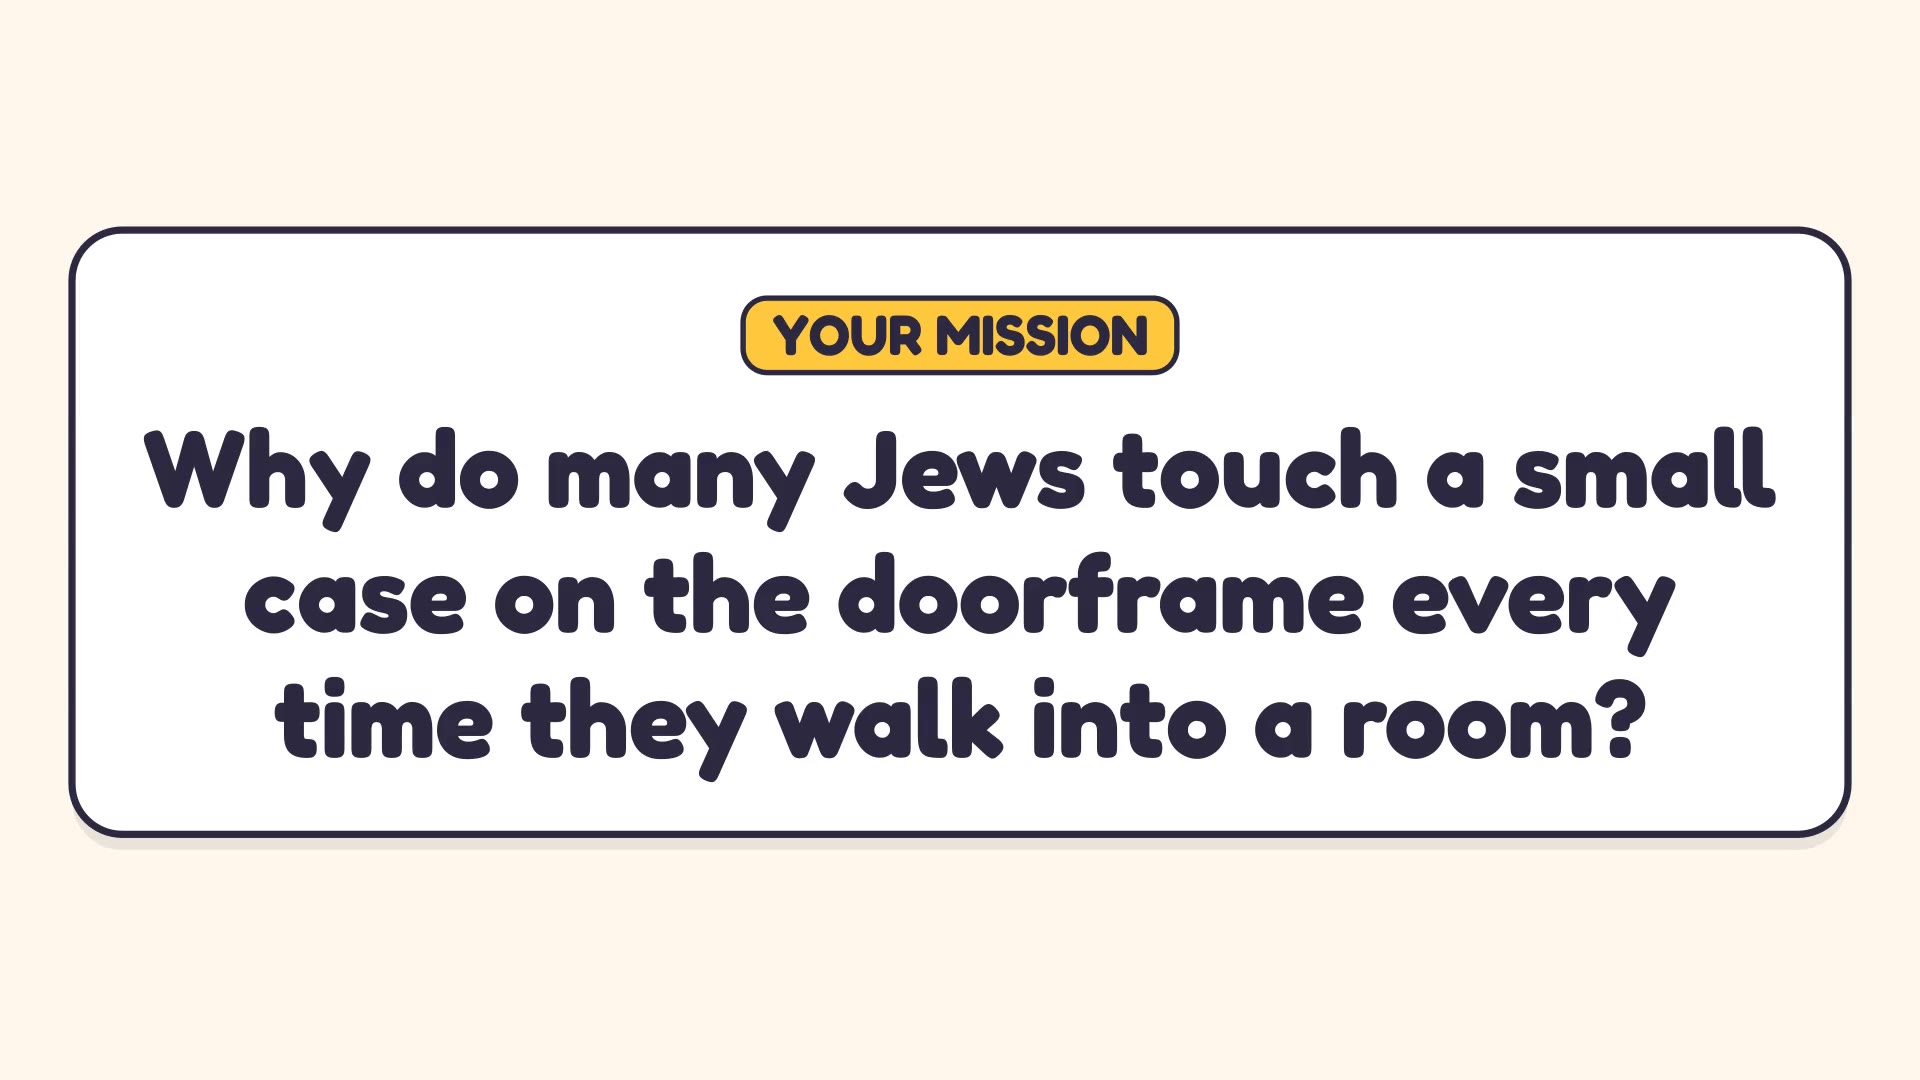 YOUR MISSION
Why do many Jews touch a small
case on the doorframe every
time they walk into a room?